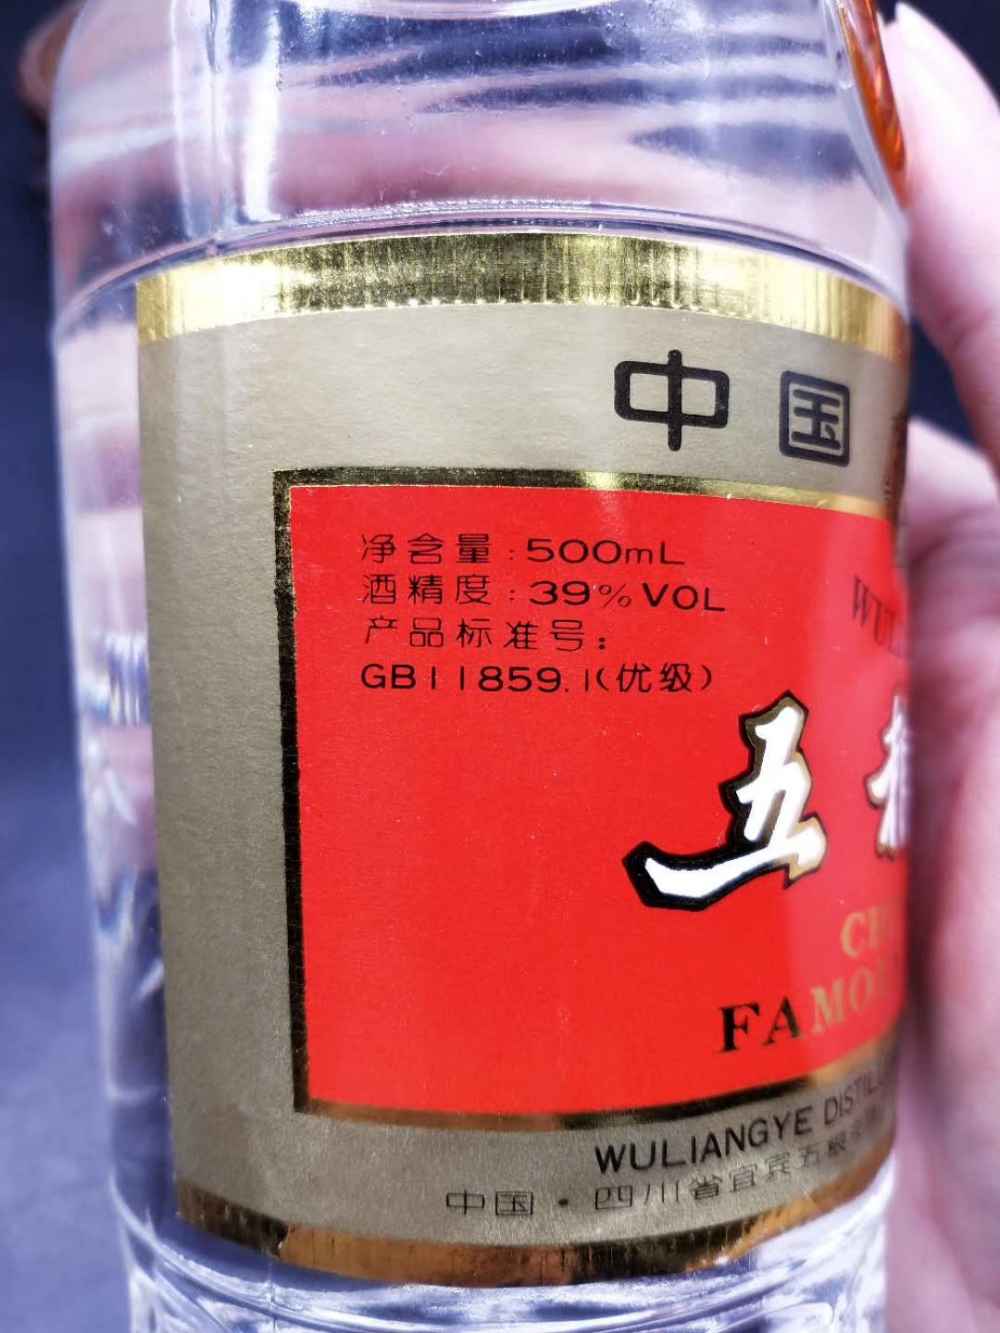 中国
净含量:500mL
酒精度:39%VOL
产品标准号:
GB11859.1(优级)
五
FAMO
WULIANGYE
中国·四川省宜宾五粮